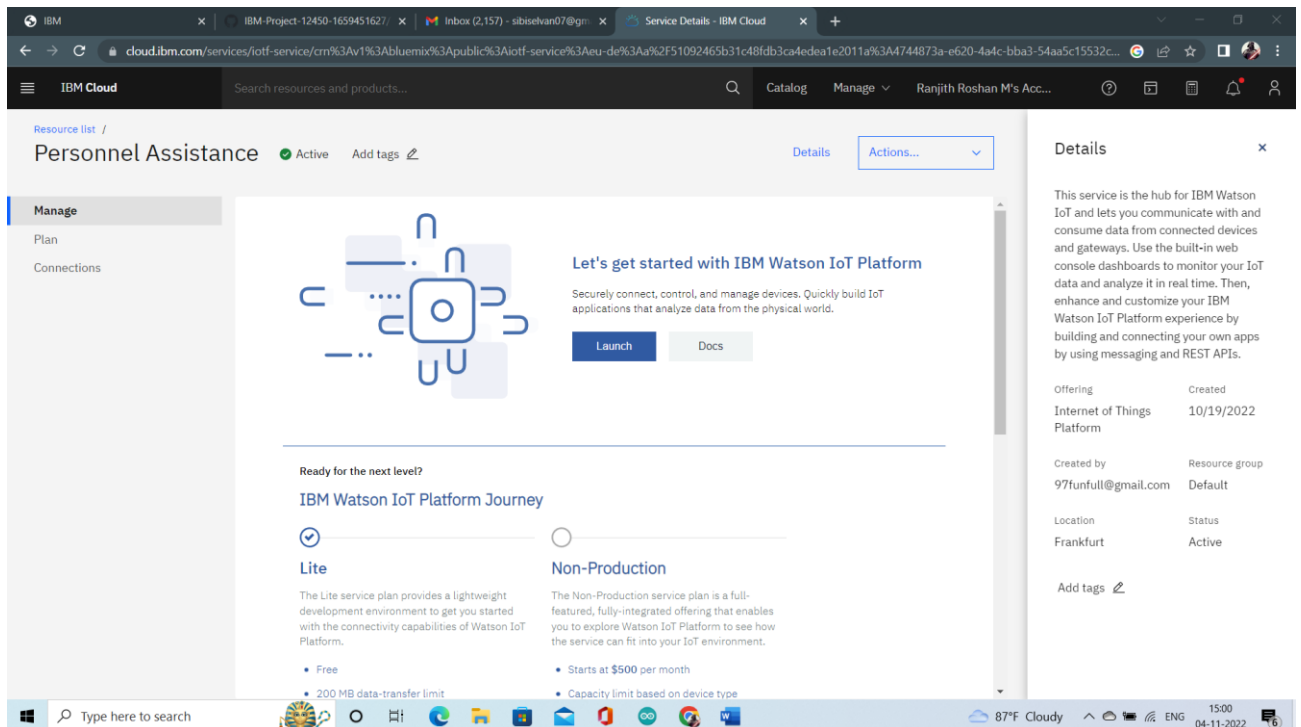 IBM
IBM-Project-12450-1659451627/
Inbox (2,157) - sibiselvan07@gm
Service Details - IBM Cloud
cloud.ibm.com/services/iotf-service/crn%3Av1%3Abluemix%3Apublic%3Aiotf-service%3Aeu-de%3Aa%2F51092465b31c48fdb3ca4edea1e2011a%3A4744873a-e620-4a4c-bba3-54aa5c15532c...
IBM Cloud
Search resources and products...
Catalog
Manage
Ranjith Roshan M's Acc...
Resource list /
Personnel Assistance
Active
Add tags
Details
Actions...
Manage
Plan
Connections
Let's get started with IBM Watson IoT Platform
Securely connect, control, and manage devices. Quickly build IoT
applications that analyze data from the physical world.
Launch
Docs
Ready for the next level?
IBM Watson IoT Platform Journey
Lite
The Lite service plan provides a lightweight
development environment to get you started
with the connectivity capabilities of Watson IoT
Platform.
• Free
• 200 MB data-transfer limit
Non-Production
The Non-Production service plan is a full-
featured, fully-integrated offering that enables
you to explore Watson IoT Platform to see how
the service can fit into your IoT environment.
• Starts at $500 per month
• Capacity limit based on device type
Details
This service is the hub for IBM Watson
IoT and lets you communicate with and
consume data from connected devices
and gateways. Use the built-in web
console dashboards to monitor your IoT
data and analyze it in real time. Then,
enhance and customize your IBM
Watson IoT Platform experience by
building and connecting your own apps
by using messaging and REST APIs.
Offering
Internet of Things
Platform
Created
10/19/2022
Created by
97funfull@gmail.com
Resource group
Default
Location
Frankfurt
Status
Active
Add tags
Type here to search
87°F Cloudy
ENG
15:00
04-11-2022
6